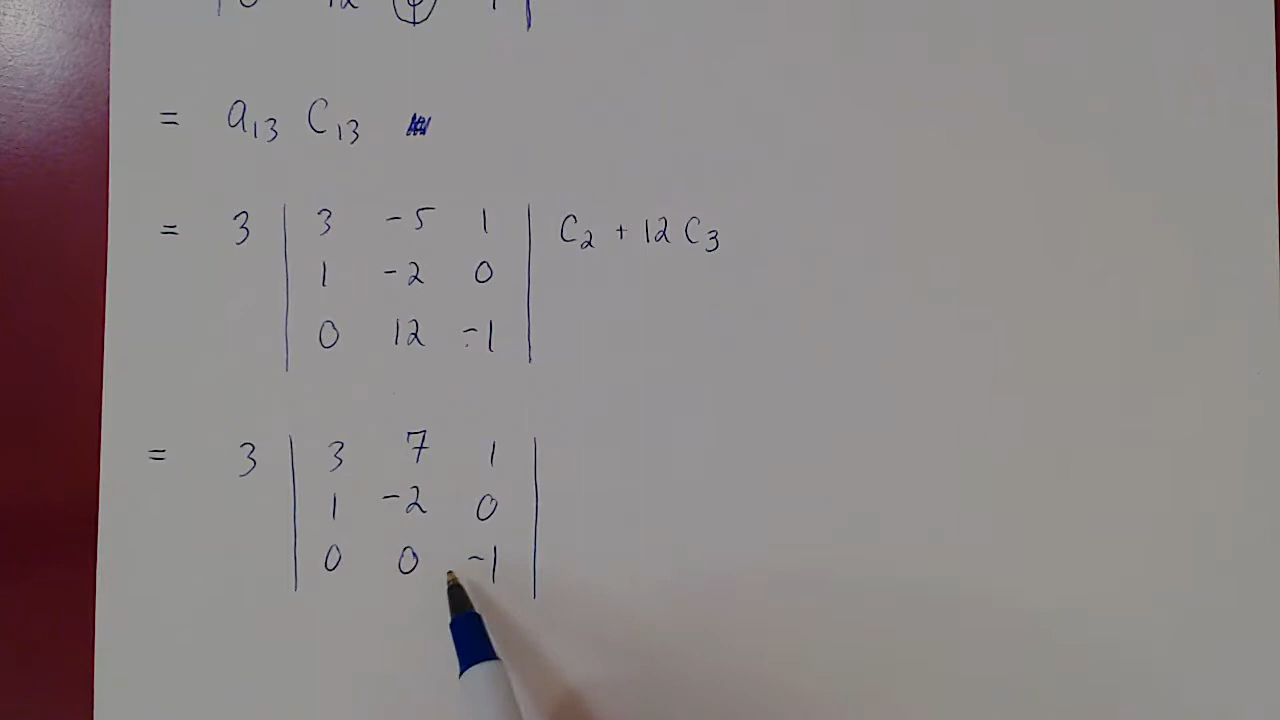 = a₁₃ C₁₃
= 3 | 3 -5 1 | C₂ + 12 C₃
| 1 -2 0 |
| 0 12 -1 |
= 3 | 3 7 1 |
| 1 -2 0 |
| 0 0 -1 |